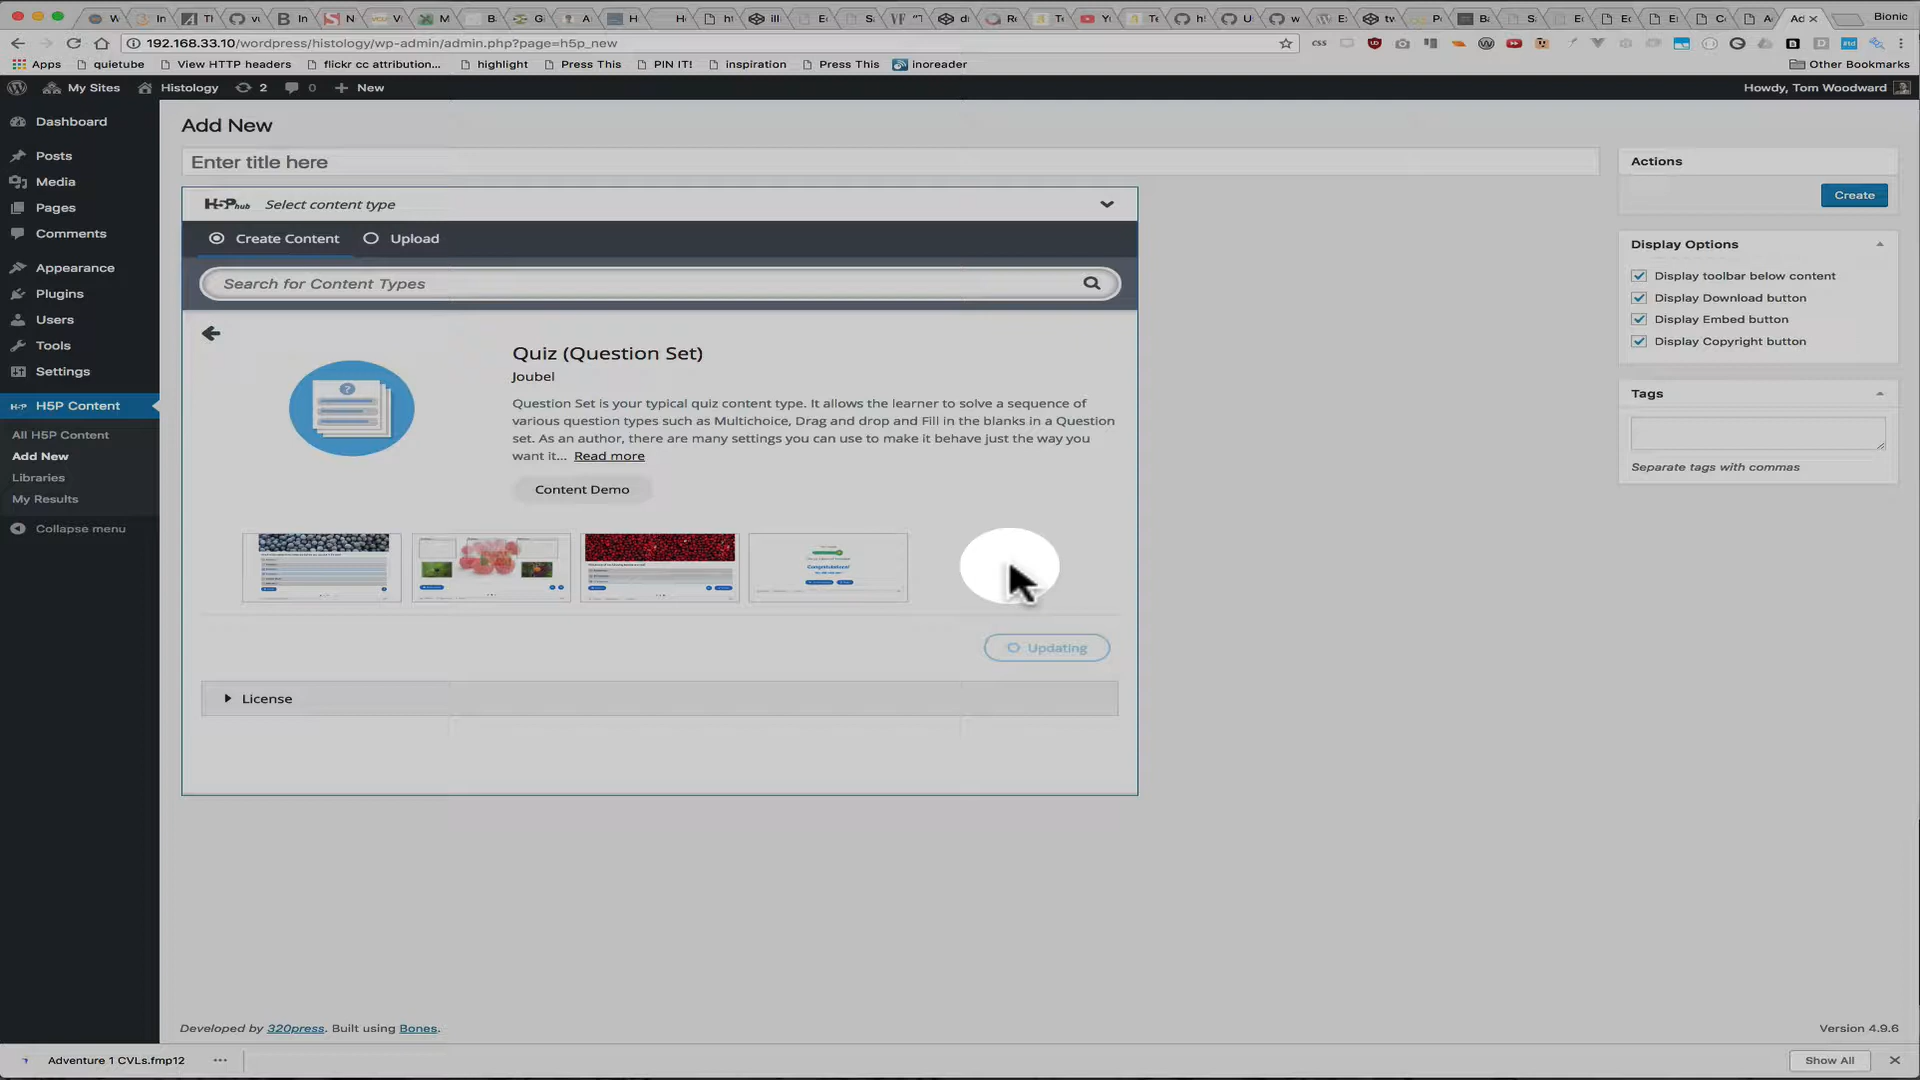 Bionic
192.168.33.10/wordpress/histology/wp-admin/admin.php?page=h5p_new
Apps quietube View HTTP headers flickr cc attribution... highlight Press This PIN IT! inspiration Press This inoreader Other Bookmarks
My Sites Histology 2 0 New Howdy, Tom Woodward
Dashboard
Posts
Media
Pages
Comments
Appearance
Plugins
Users
Tools
Settings
H5P Content
All H5P Content
Add New
Libraries
My Results
Collapse menu
Add New
Enter title here
H5P hub Select content type
Create Content Upload
Search for Content Types
Quiz (Question Set)
Joubel
Question Set is your typical quiz content type. It allows the learner to solve a sequence of
various question types such as Multichoice, Drag and drop and Fill in the blanks in a Question
set. As an author, there are many settings you can use to make it behave just the way you
want it... Read more
Content Demo
Congratulations!
Updating
License
Actions
Create
Display Options
Display toolbar below content
Display Download button
Display Embed button
Display Copyright button
Tags
Separate tags with commas
Developed by 320press. Built using Bones.
Version 4.9.6
Adventure 1 CVLs.fmp12
Show All